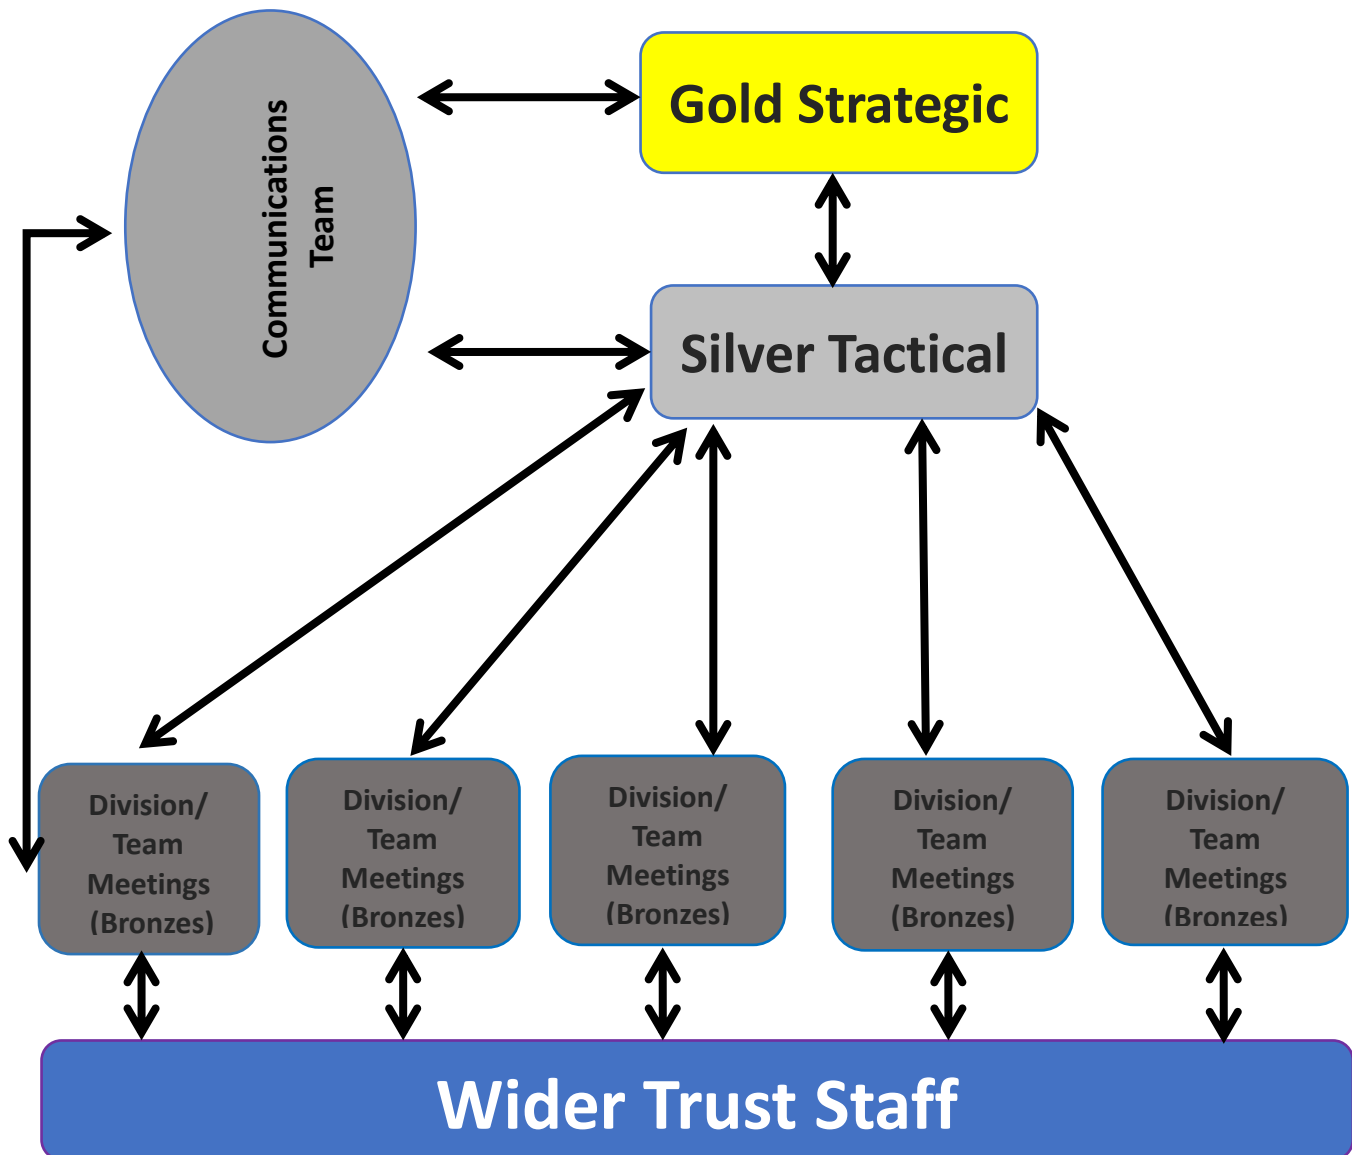 Communications
Team
Gold Strategic
Silver Tactical
Division/
Team
Meetings
(Bronzes)
Division/
Team
Meetings
(Bronzes)
Division/
Team
Meetings
(Bronzes)
Division/
Team
Meetings
(Bronzes)
Division/
Team
Meetings
(Bronzes)
Wider Trust Staff